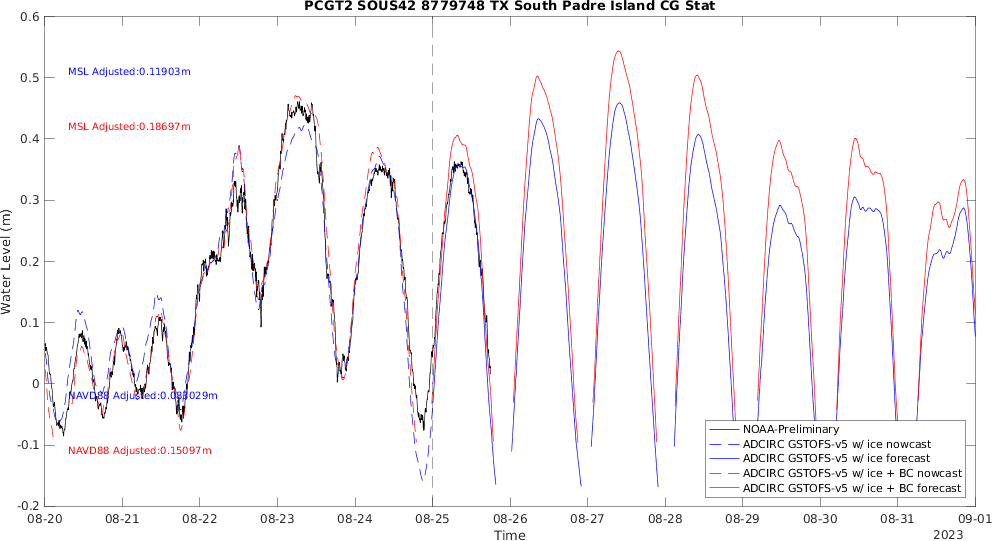 PCGT2 SOUS42 8779748 TX South Padre Island CG Stat
0.6
0.5
0.4
0.3
0.2
0.1
0
-0.1
-0.2
Water Level (m)
MSL Adjusted:0.11903m
MSL Adjusted:0.18697m
NAVD88 Adjusted:0.083029m
NAVD88 Adjusted:0.15097m
NOAA-Preliminary
ADCIRC GSTOFS-v5 w/ ice nowcast
ADCIRC GSTOFS-v5 w/ ice forecast
ADCIRC GSTOFS-v5 w/ ice + BC nowcast
ADCIRC GSTOFS-v5 w/ ice + BC forecast
08-20 08-21 08-22 08-23 08-24 08-25 08-26 08-27 08-28 08-29 08-30 08-31 09-01
Time
2023